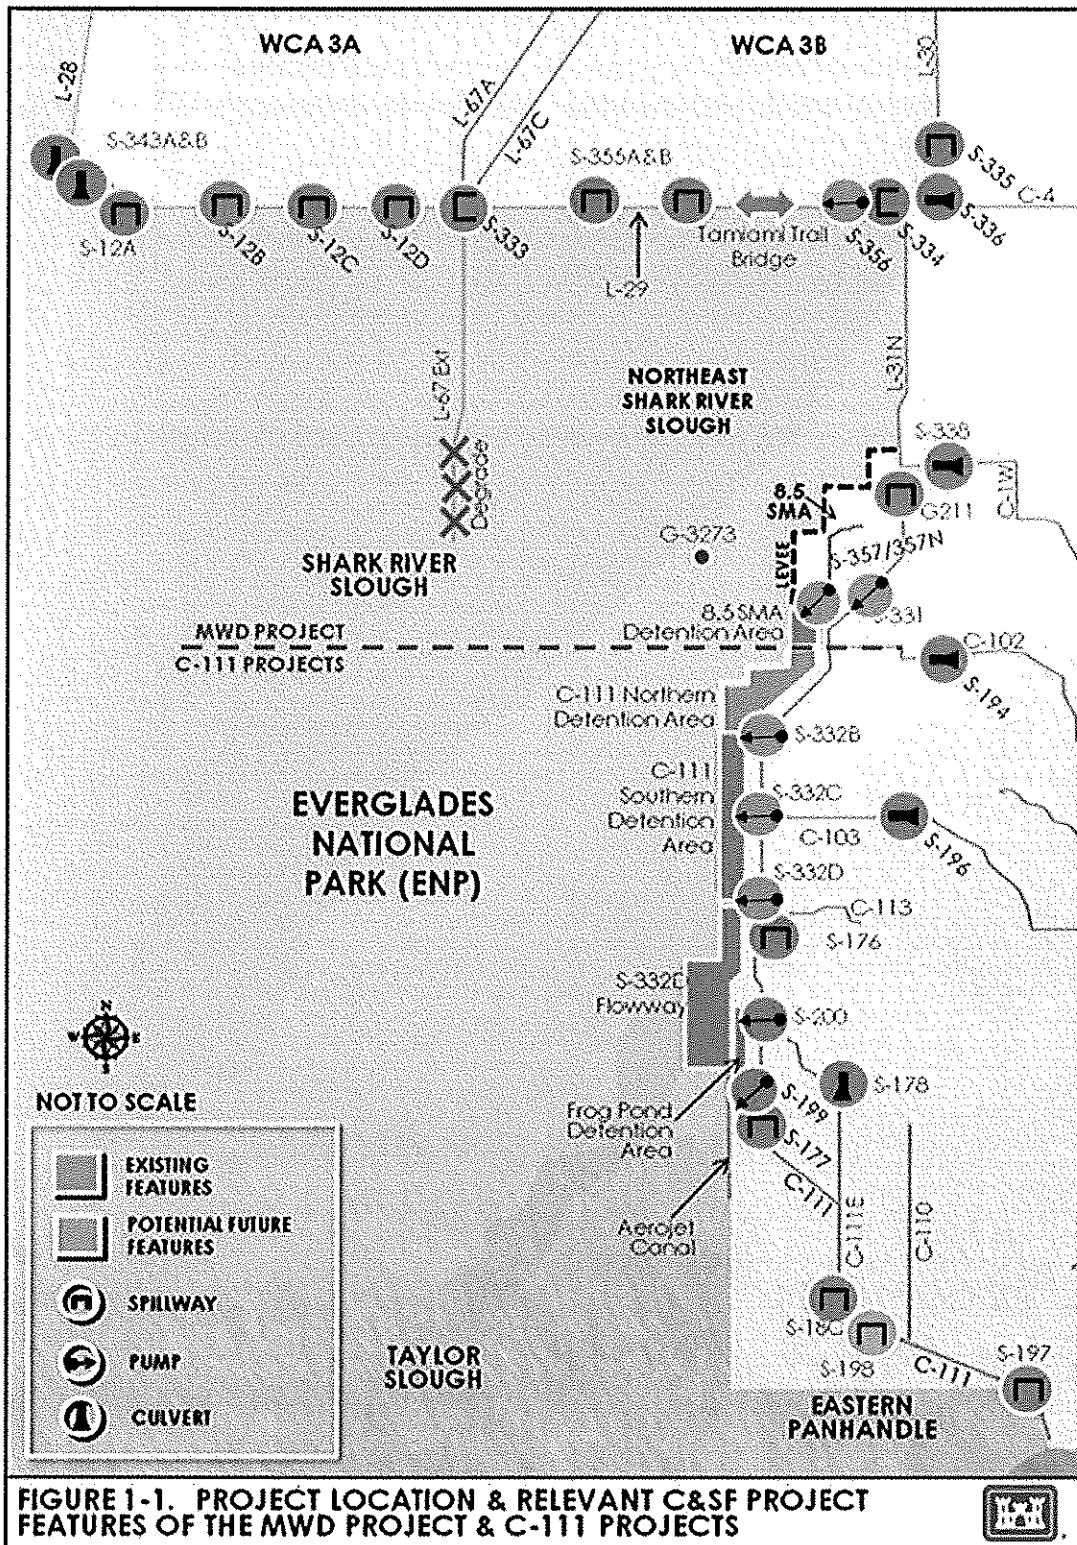 WCA 3A
WCA 3B
L-28
L-67A
L-67C
L-30
S-343A&B
S-355A&B
S-335
C-4
S-336
S-12A
S-12B
S-12C
S-12D
S-333
Tamiami Trail
Bridge
S-356
S-334
L-29
L-67 Ext
L-31N
NORTHEAST
SHARK RIVER
SLOUGH
S-338
Degrade
8.5
SMA
G211
C-1W
G-3273
S-357/357N
SHARK RIVER
SLOUGH
LEVEE
8.5 SMA
Detention Area
S-331
MWD PROJECT
C-111 PROJECTS
C-102
S-194
C-111 Northern
Detention Area
S-332B
C-111
Southern
Detention
Area
S-332C
C-103
S-196
EVERGLADES
NATIONAL
PARK (ENP)
S-332D
C-113
S-176
S-332D
Flowway
N
W
E
S
S-200
NOT TO SCALE
S-178
S-199
Frog Pond
Detention
Area
S-177
C-111
EXISTING
FEATURES
POTENTIAL FUTURE
FEATURES
Aerojet
Canal
C-111E
C-110
SPILLWAY
PUMP
CULVERT
S-18C
S-198
C-111
S-197
TAYLOR
SLOUGH
EASTERN
PANHANDLE
FIGURE 1-1. PROJECT LOCATION & RELEVANT C&SF PROJECT
FEATURES OF THE MWD PROJECT & C-111 PROJECTS